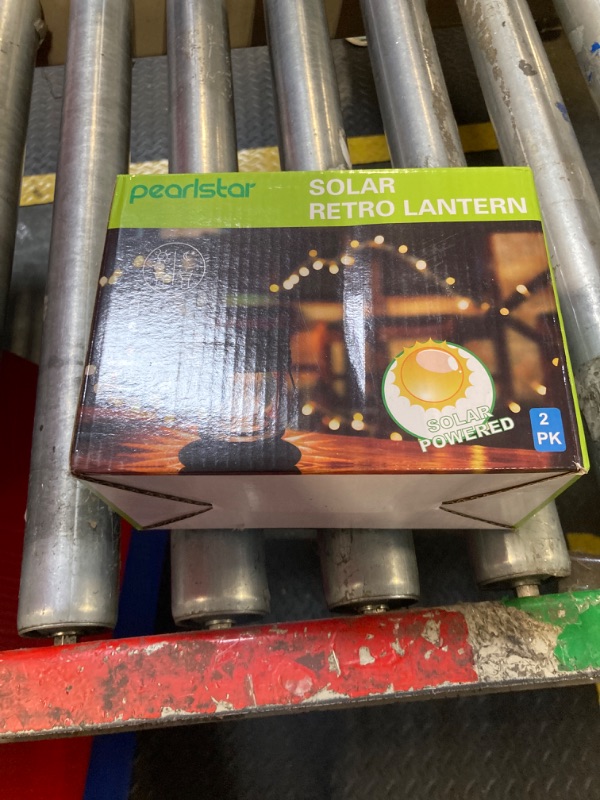 pearlstar
SOLAR
RETRO LANTERN
SOLAR
POWERED
2
PK